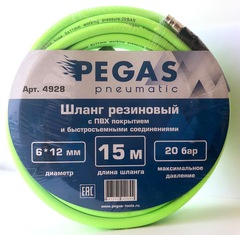 PEGAS
pneumatic
Арт. 4928
Шланг резиновый
с ПВХ покрытием
и быстросъемными соединениями
6*12 мм
диаметр
15 м
длина шланга
20 бар
максимальное
давление
EAC
www.pegas-tools.ru